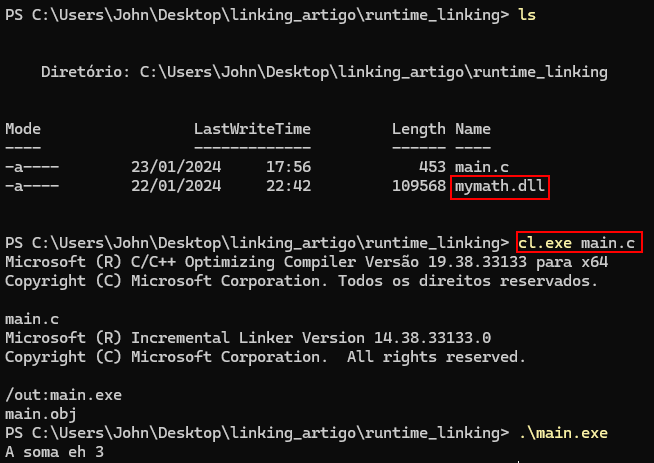 PS C:\Users\John\Desktop\linking_artigo\runtime_linking> ls
Diretório: C:\Users\John\Desktop\linking_artigo\runtime_linking
Mode LastWriteTime Length Name
---- ------------- ------ ----
-a---- 23/01/2024 17:56 453 main.c
-a---- 22/01/2024 22:42 109568 mymath.dll
PS C:\Users\John\Desktop\linking_artigo\runtime_linking> cl.exe main.c
Microsoft (R) C/C++ Optimizing Compiler Versão 19.38.33133 para x64
Copyright (C) Microsoft Corporation. Todos os direitos reservados.
main.c
Microsoft (R) Incremental Linker Version 14.38.33133.0
Copyright (C) Microsoft Corporation.  All rights reserved.
/out:main.exe
main.obj
PS C:\Users\John\Desktop\linking_artigo\runtime_linking> .\main.exe
A soma eh 3